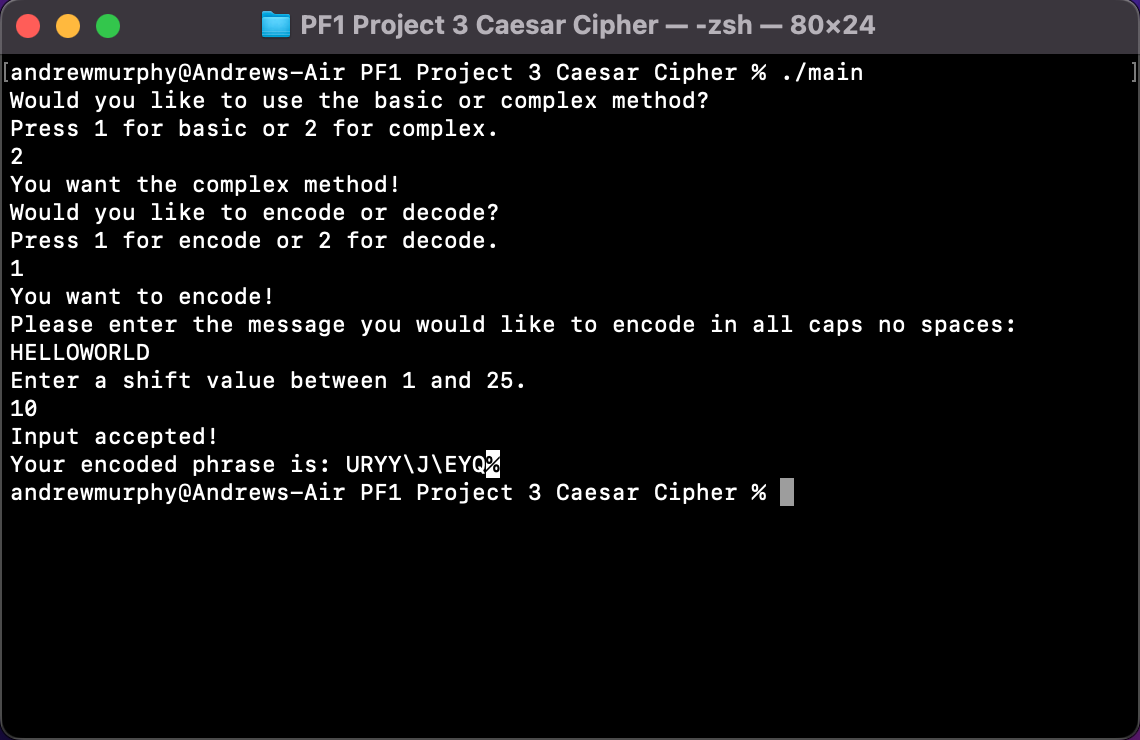 PF1 Project 3 Caesar Cipher — -zsh — 80×24
[andrewmurphy@Andrews-Air PF1 Project 3 Caesar Cipher % ./main ]
Would you like to use the basic or complex method?
Press 1 for basic or 2 for complex.
2
You want the complex method!
Would you like to encode or decode?
Press 1 for encode or 2 for decode.
1
You want to encode!
Please enter the message you would like to encode in all caps no spaces:
HELLOWORLD
Enter a shift value between 1 and 25.
10
Input accepted!
Your encoded phrase is: URYY\J\EYQ%
andrewmurphy@Andrews-Air PF1 Project 3 Caesar Cipher %